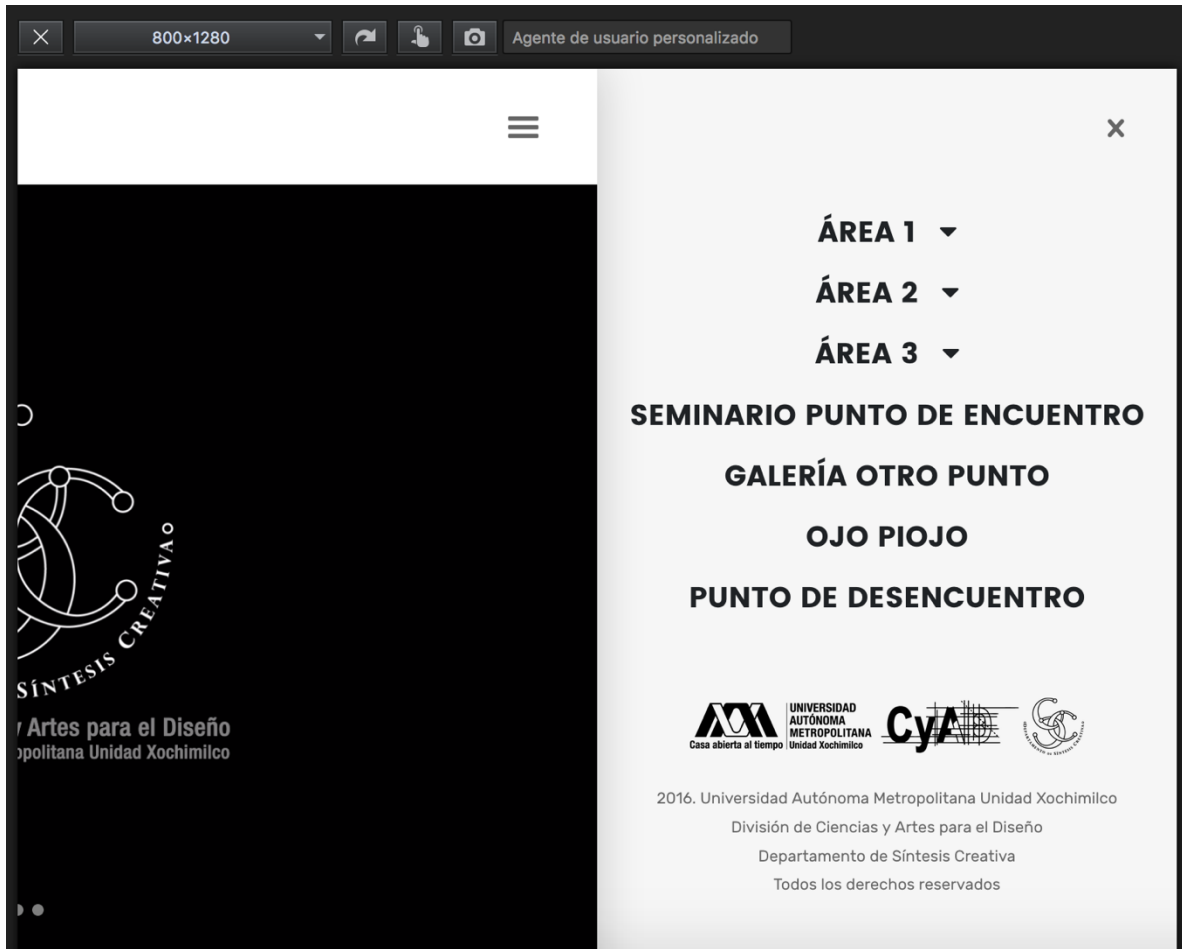 800×1280
Agente de usuario personalizado
ÁREA 1
ÁREA 2
ÁREA 3
SEMINARIO PUNTO DE ENCUENTRO
GALERÍA OTRO PUNTO
OJO PIOJO
PUNTO DE DESENCUENTRO
SÍNTESIS CREATIVA
Artes para el Diseño
opolitana Unidad Xochimilco
Casa abierta al tiempo
UNIVERSIDAD
AUTÓNOMA
METROPOLITANA
Unidad Xochimilco
CyAD
2016. Universidad Autónoma Metropolitana Unidad Xochimilco
División de Ciencias y Artes para el Diseño
Departamento de Síntesis Creativa
Todos los derechos reservados